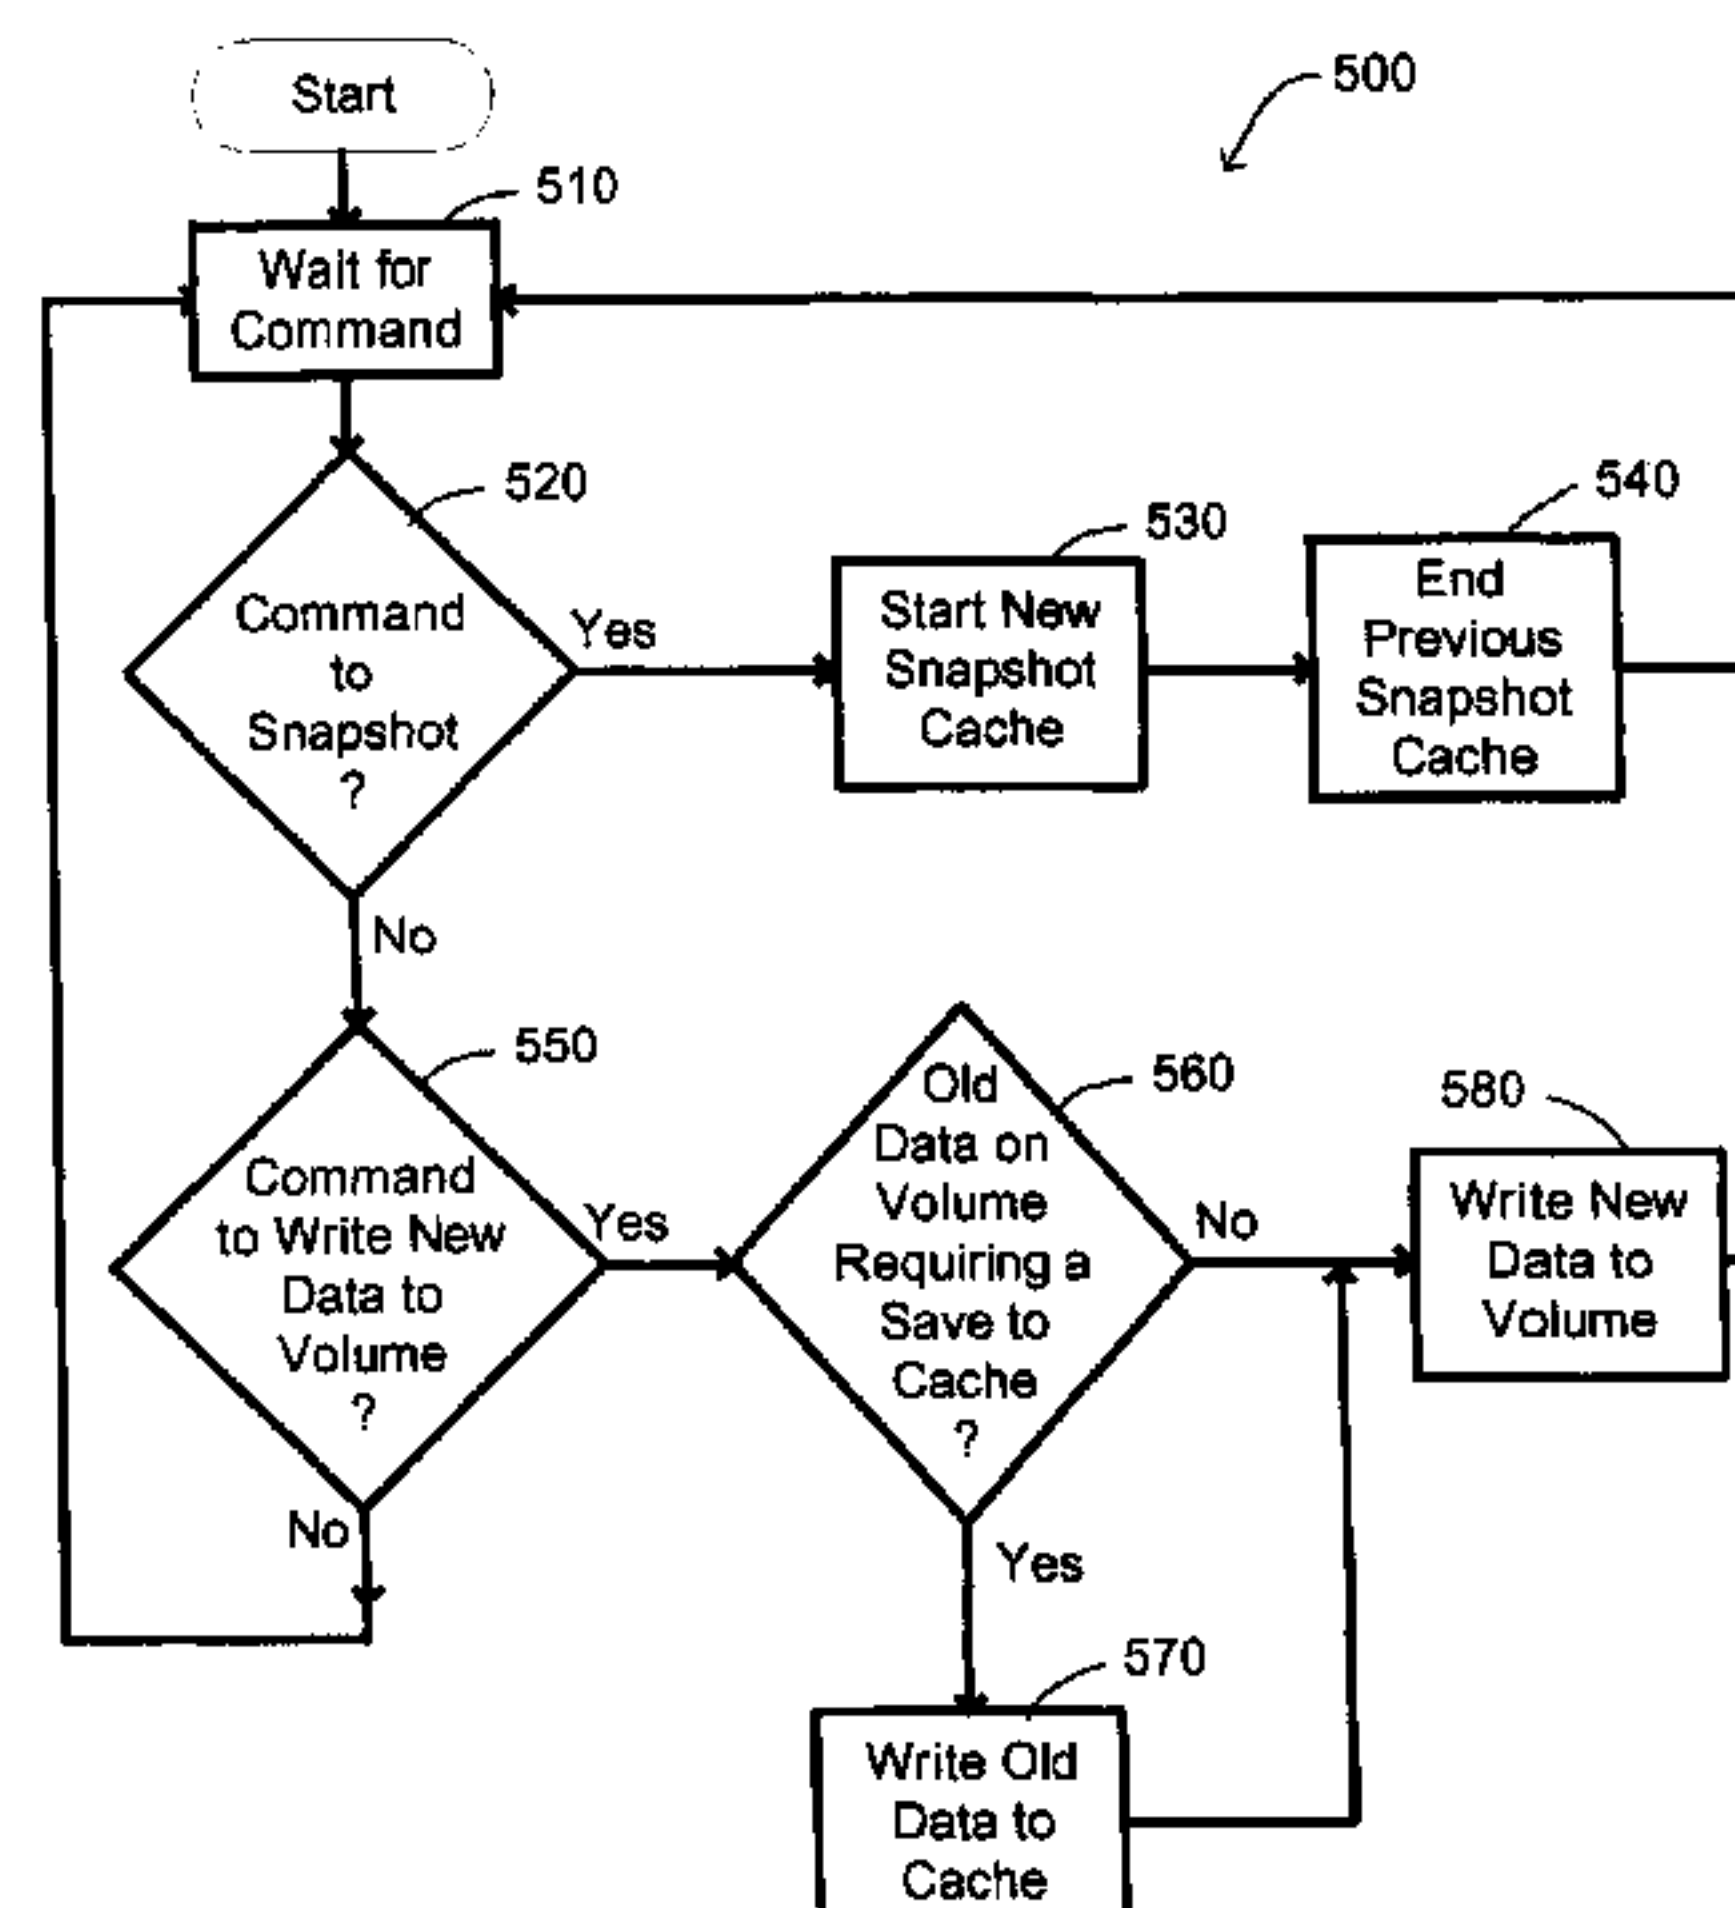 Start
500
510
Wait for
Command
520
Command
to
Snapshot
?
Yes
530
Start New
Snapshot
Cache
540
End
Previous
Snapshot
Cache
No
550
Command
to Write New
Data to
Volume
?
Yes
560
Old
Data on
Volume
Requiring a
Save to
Cache
?
No
580
Write New
Data to
Volume
No
Yes
570
Write Old
Data to
Cache